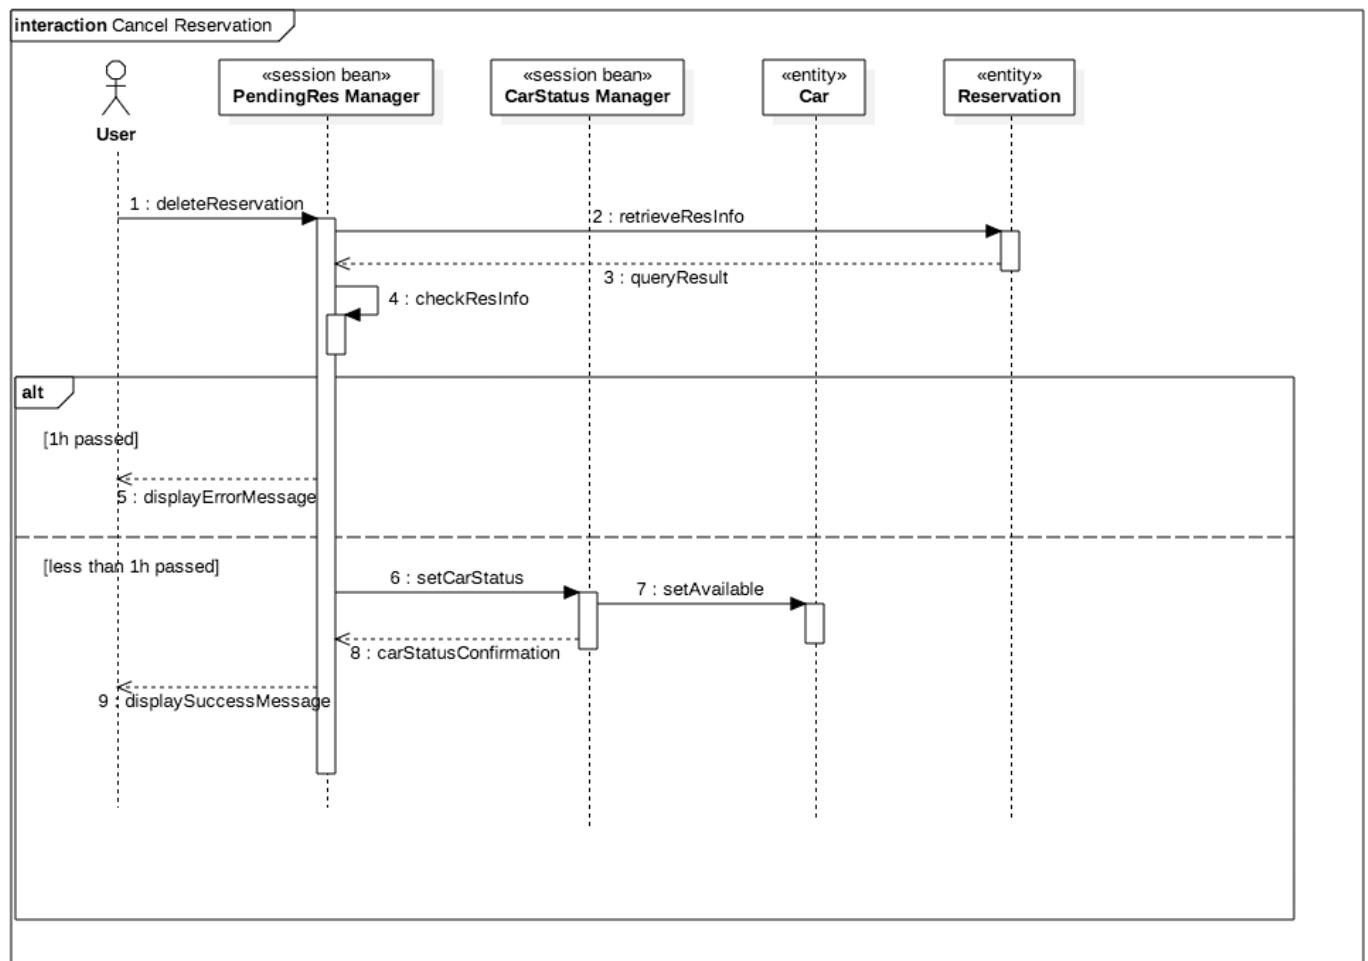 interaction Cancel Reservation
«session bean»
PendingRes Manager
«session bean»
CarStatus Manager
«entity»
Car
«entity»
Reservation
User
1 : deleteReservation
2 : retrieveResInfo
3 : queryResult
4 : checkResInfo
alt
[1h passed]
5 : displayErrorMessage
[less than 1h passed]
6 : setCarStatus
7 : setAvailable
8 : carStatusConfirmation
9 : displaySuccessMessage